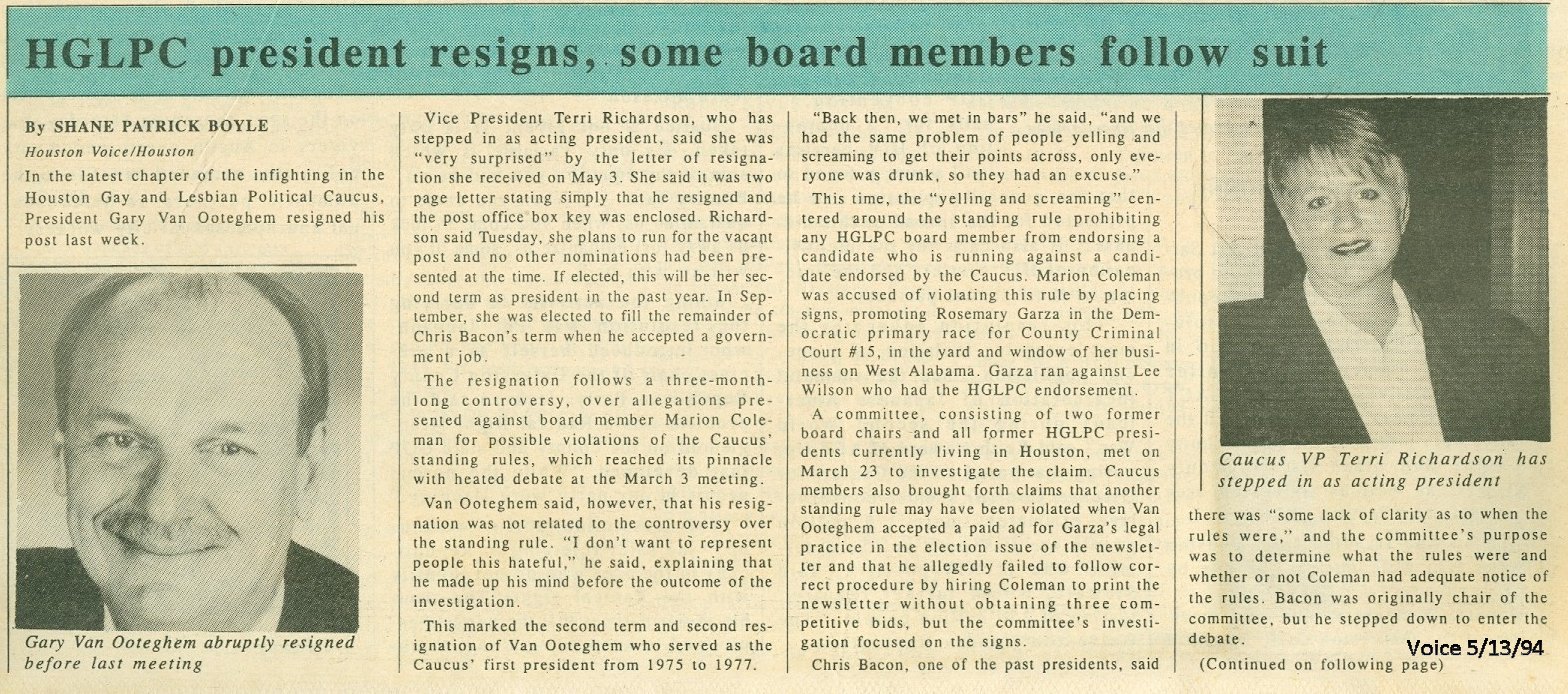 HGLPC president resigns, some board members follow suit
By SHANE PATRICK BOYLE
Houston Voice/Houston
In the latest chapter of the infighting in the
Houston Gay and Lesbian Political Caucus,
President Gary Van Ooteghem resigned his
post last week.
Gary Van Ooteghem abruptly resigned
before last meeting
Vice President Terri Richardson, who has
stepped in as acting president, said she was
“very surprised” by the letter of resigna-
tion she received on May 3. She said it was two
page letter stating simply that he resigned and
the post office box key was enclosed. Richard-
son said Tuesday, she plans to run for the vacant
post and no other nominations had been pre-
sented at the time. If elected, this will be her sec-
ond term as president in the past year. In Sep-
tember, she was elected to fill the remainder of
Chris Bacon's term when he accepted a govern-
ment job.
The resignation follows a three-month-
long controversy, over allegations pre-
sented against board member Marion Cole-
man for possible violations of the Caucus'
standing rules, which reached its pinnacle
with heated debate at the March 3 meeting.
Van Ooteghem said, however, that his resig-
nation was not related to the controversy over
the standing rule. “I don't want to represent
people this hateful,” he said, explaining that
he made up his mind before the outcome of the
investigation.
This marked the second term and second res-
ignation of Van Ooteghem who served as the
Caucus' first president from 1975 to 1977.
“Back then, we met in bars” he said, “and we
had the same problem of people yelling and
screaming to get their points across, only eve-
ryone was drunk, so they had an excuse.”
This time, the “yelling and screaming” cen-
tered around the standing rule prohibiting
any HGLPC board member from endorsing a
candidate who is running against a candi-
date endorsed by the Caucus. Marion Coleman
was accused of violating this rule by placing
signs, promoting Rosemary Garza in the Dem-
ocratic primary race for County Criminal
Court #15, in the yard and window of her busi-
ness on West Alabama. Garza ran against Lee
Wilson who had the HGLPC endorsement.
A committee, consisting of two former
board chairs and all former HGLPC presi-
dents currently living in Houston, met on
March 23 to investigate the claim. Caucus
members also brought forth claims that another
standing rule may have been violated when Van
Ooteghem accepted a paid ad for Garza's legal
practice in the election issue of the newslet-
ter and that he allegedly failed to follow cor-
rect procedure by hiring Coleman to print the
newsletter without obtaining three com-
petitive bids, but the committee's investi-
gation focused on the signs.
Chris Bacon, one of the past presidents, said
Caucus VP Terri Richardson has
stepped in as acting president
there was “some lack of clarity as to when the
rules were,” and the committee's purpose
was to determine what the rules were and
whether or not Coleman had adequate notice of
the rules. Bacon was originally chair of the
committee, but he stepped down to enter the
debate.
(Continued on following page)
Voice 5/13/94